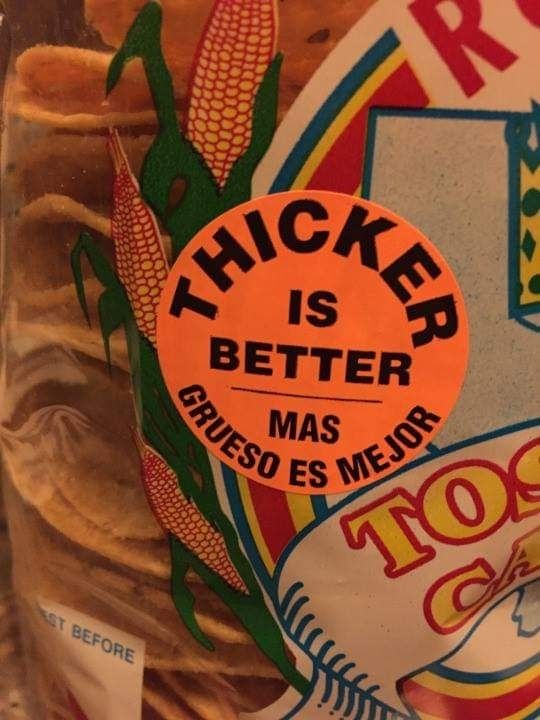 THICKER
IS
BETTER
MAS
GRUESO ES MEJOR
BEFORE